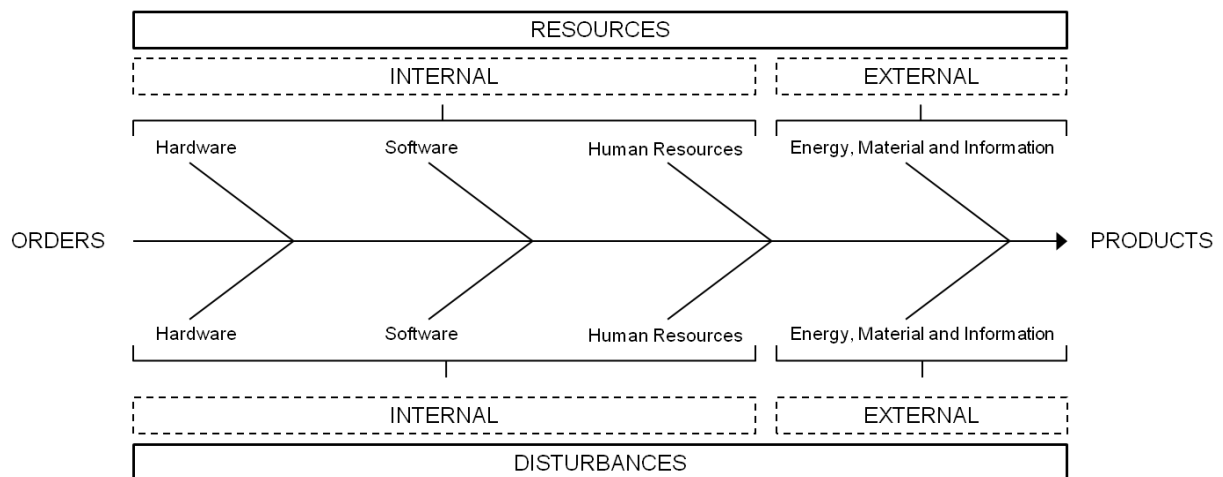 RESOURCES
INTERNAL EXTERNAL
Hardware Software Human Resources Energy, Material and Information
ORDERS PRODUCTS
Hardware Software Human Resources Energy, Material and Information
INTERNAL EXTERNAL
DISTURBANCES